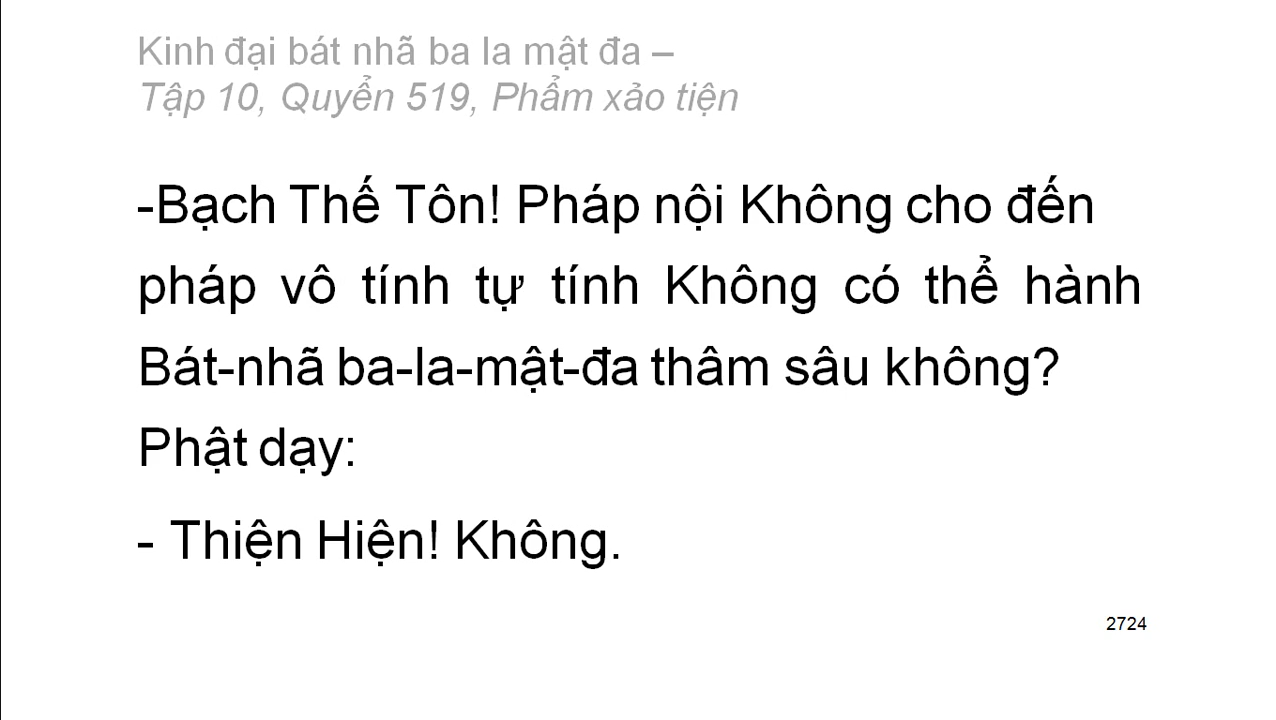 Kinh đại bát nhã ba la mật đa –
Tập 10, Quyển 519, Phẩm xảo tiện
-Bạch Thế Tôn! Pháp nội Không cho đến
pháp vô tính tự tính Không có thể hành
Bát-nhã ba-la-mật-đa thâm sâu không?
Phật dạy:
- Thiện Hiện! Không.
2724